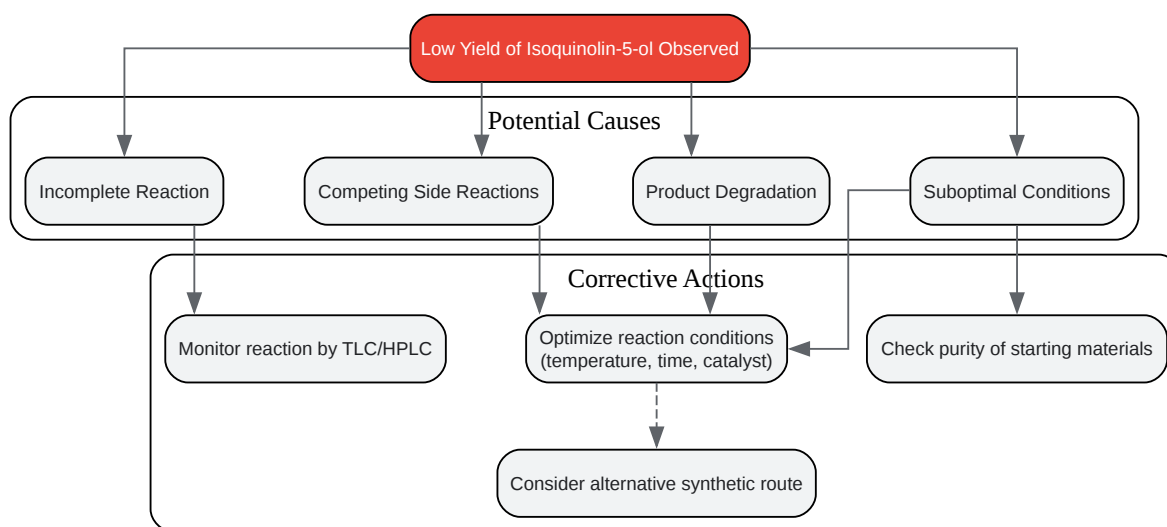 Low Yield of Isoquinolin-5-ol Observed
Potential Causes
Incomplete Reaction
Competing Side Reactions
Product Degradation
Suboptimal Conditions
Corrective Actions
Monitor reaction by TLC/HPLC
Optimize reaction conditions
(temperature, time, catalyst)
Check purity of starting materials
Consider alternative synthetic route